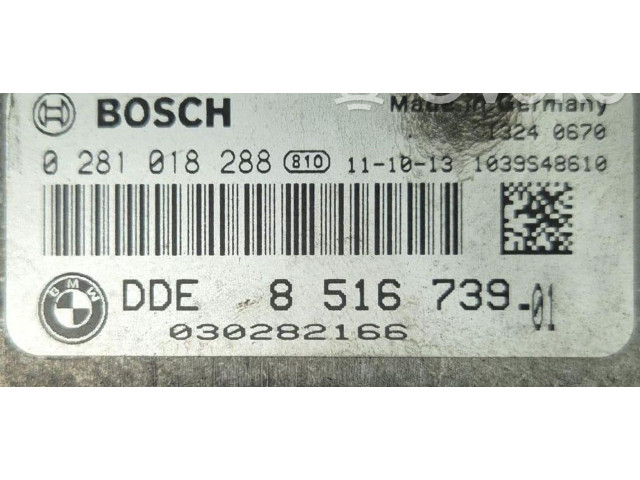 BOSCH
Made in Germany
1324 0670
0 281 018 288 810 11-10-13 1039S48610
BMW
DDE 8 516 739-01
030282166